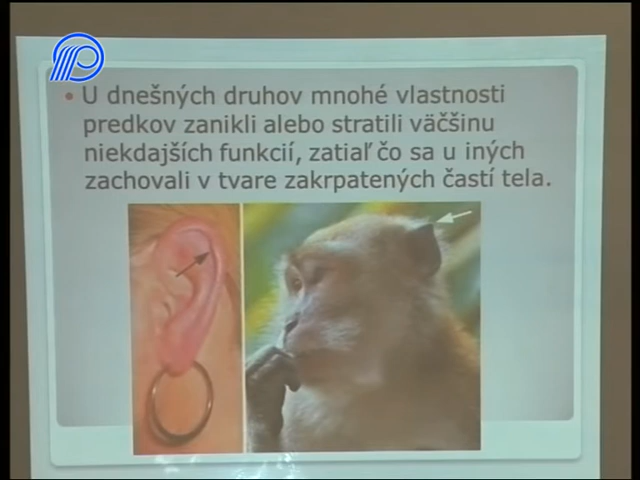 • U dnešných druhov mnohé vlastnosti
predkov zanikli alebo stratili väčšinu
niekdajších funkcií, zatiaľ čo sa u iných
zachovali v tvare zakrpatených častí tela.